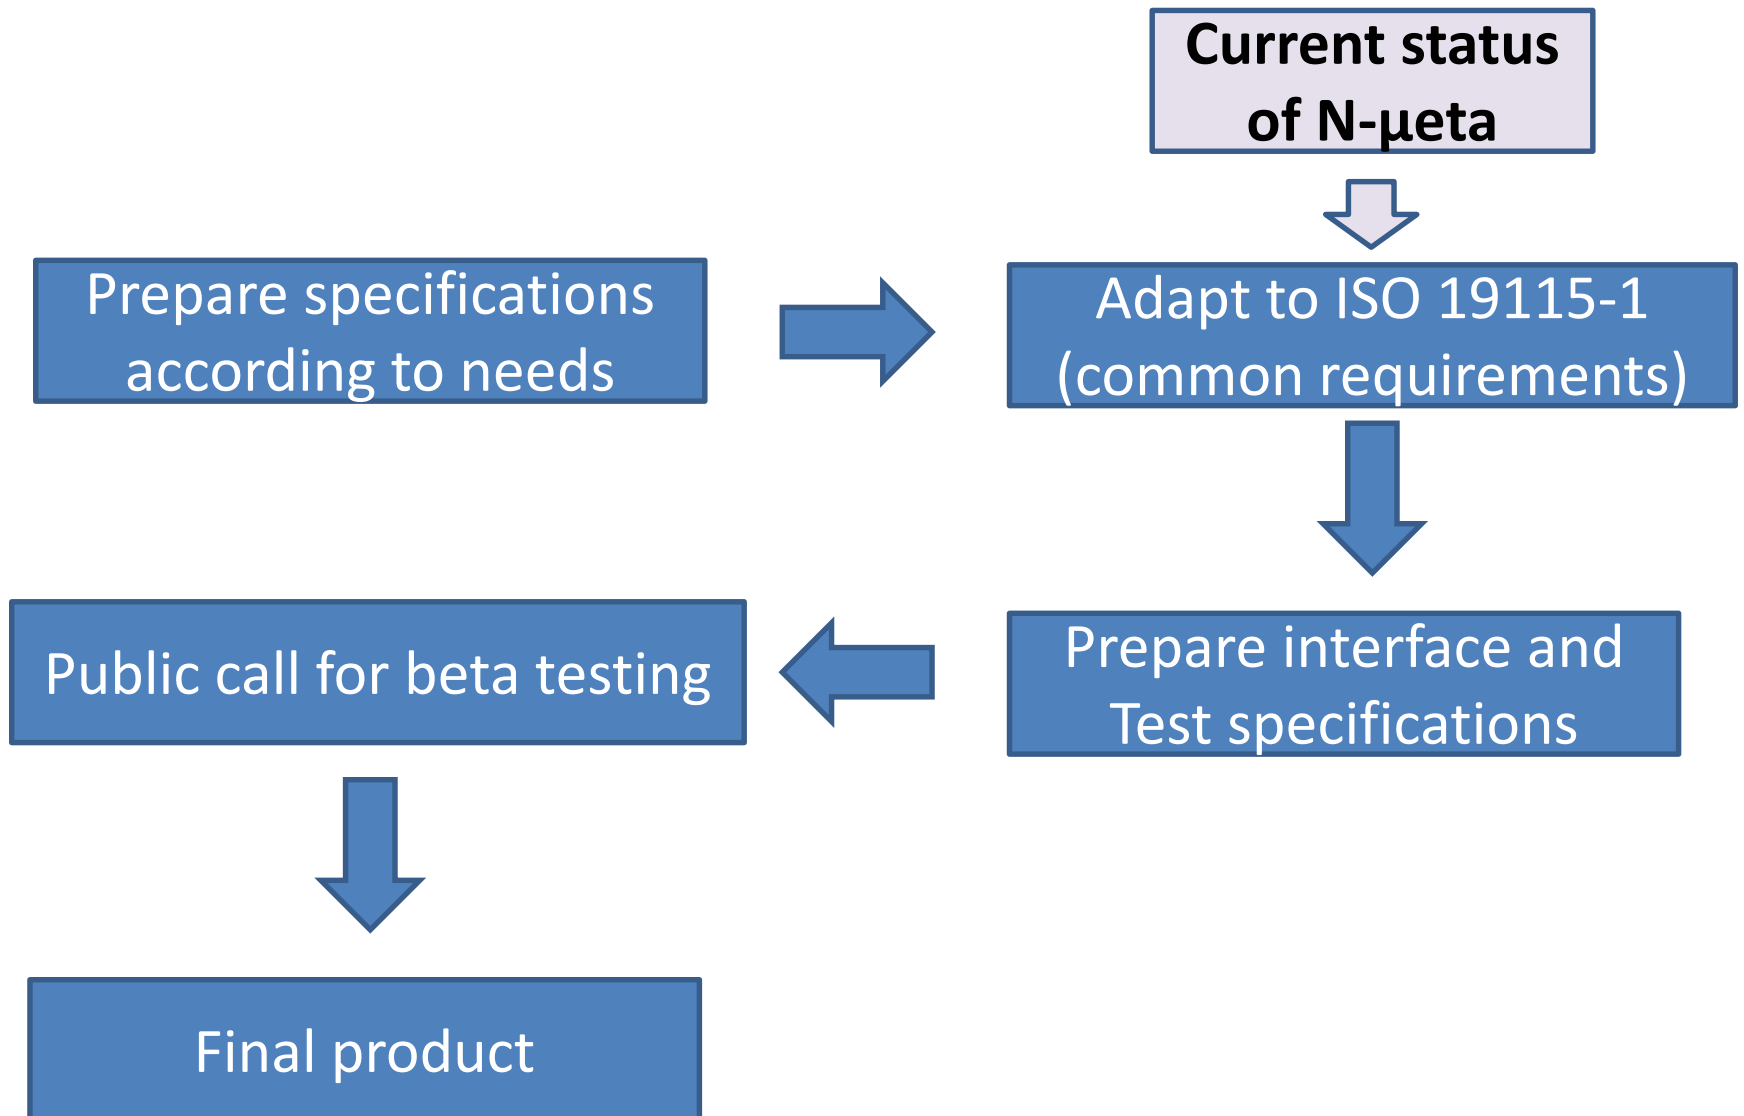 Current status
of N-μeta
Prepare specifications
according to needs
Adapt to ISO 19115-1
(common requirements)
Prepare interface and
Test specifications
Public call for beta testing
Final product